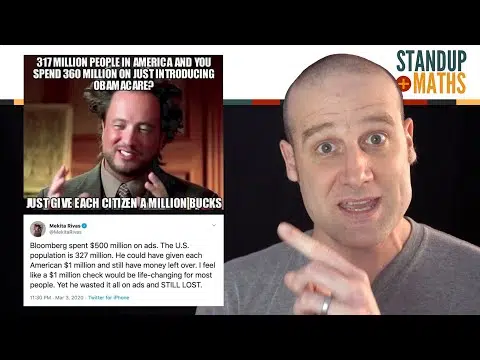 317 MILLION PEOPLE IN AMERICA AND YOU
SPEND 360 MILLION ON JUST INTRODUCING
OBAMACARE?
JUST GIVE EACH CITIZEN A MILLION BUCKS
Mekita Rivas
@MekitaRivas
Bloomberg spent $500 million on ads. The U.S.
population is 327 million. He could have given each
American $1 million and still have money left over. I feel
like a $1 million check would be life-changing for most
people. Yet he wasted it all on ads and STILL LOST.
11:30 PM - Mar 3, 2020 - Twitter for iPhone
STANDUP
+MATHS